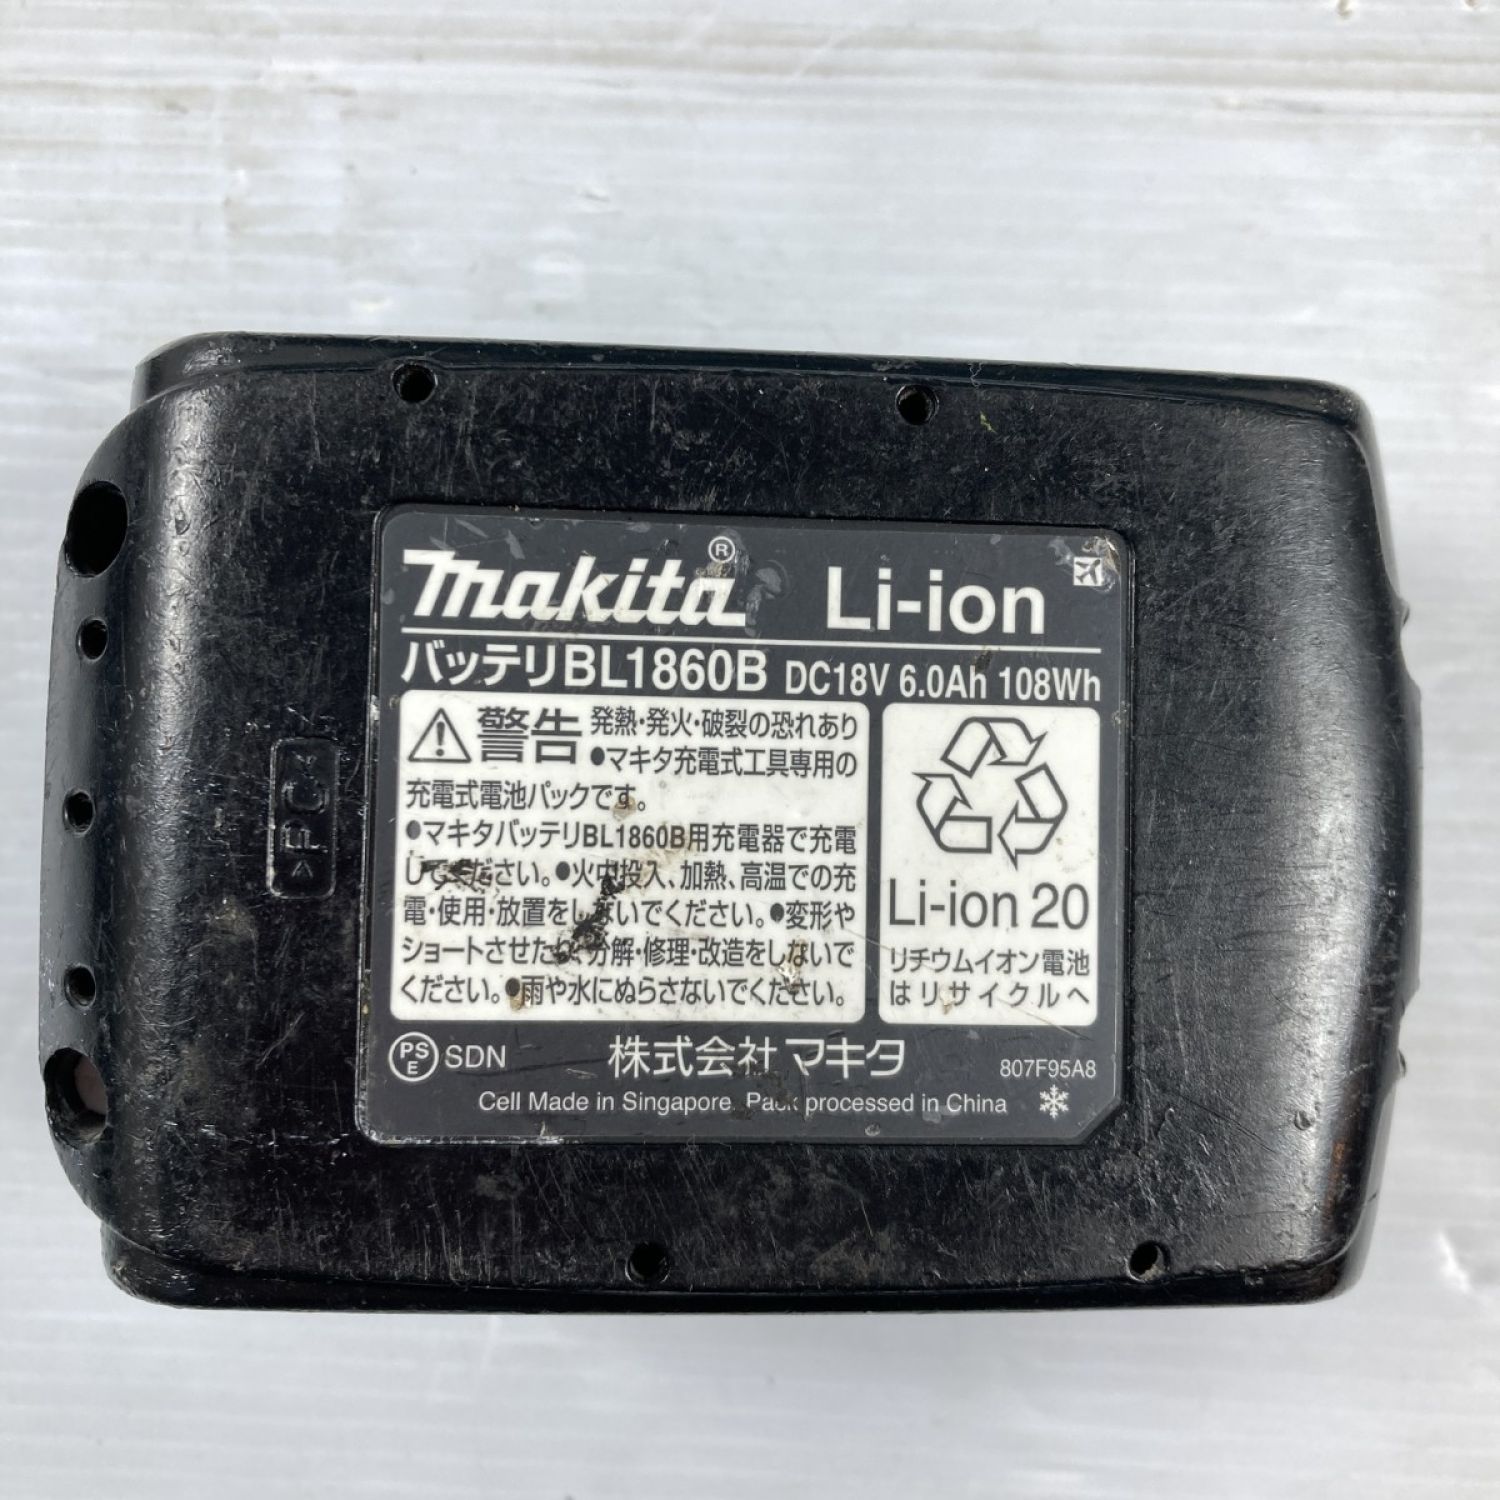 makita®
Li-ion
バッテリBL1860B DC18V 6.0Ah 108Wh
警告 発熱・発火・破裂の恐れあり
●マキタ充電式工具専用の
充電式電池パックです。
●マキタバッテリBL1860B用充電器で充電
してください。●火中投入、加熱、高温での充
電・使用・放置をしないでください。●変形や
ショートさせたり、分解・修理・改造をしないで
ください。●雨や水にぬらさないでください。
Li-ion 20
リチウムイオン電池
はリサイクルへ
PSE SDN 株式会社マキタ 807F95A8
Cell Made in Singapore. Pack processed in China
>PC<